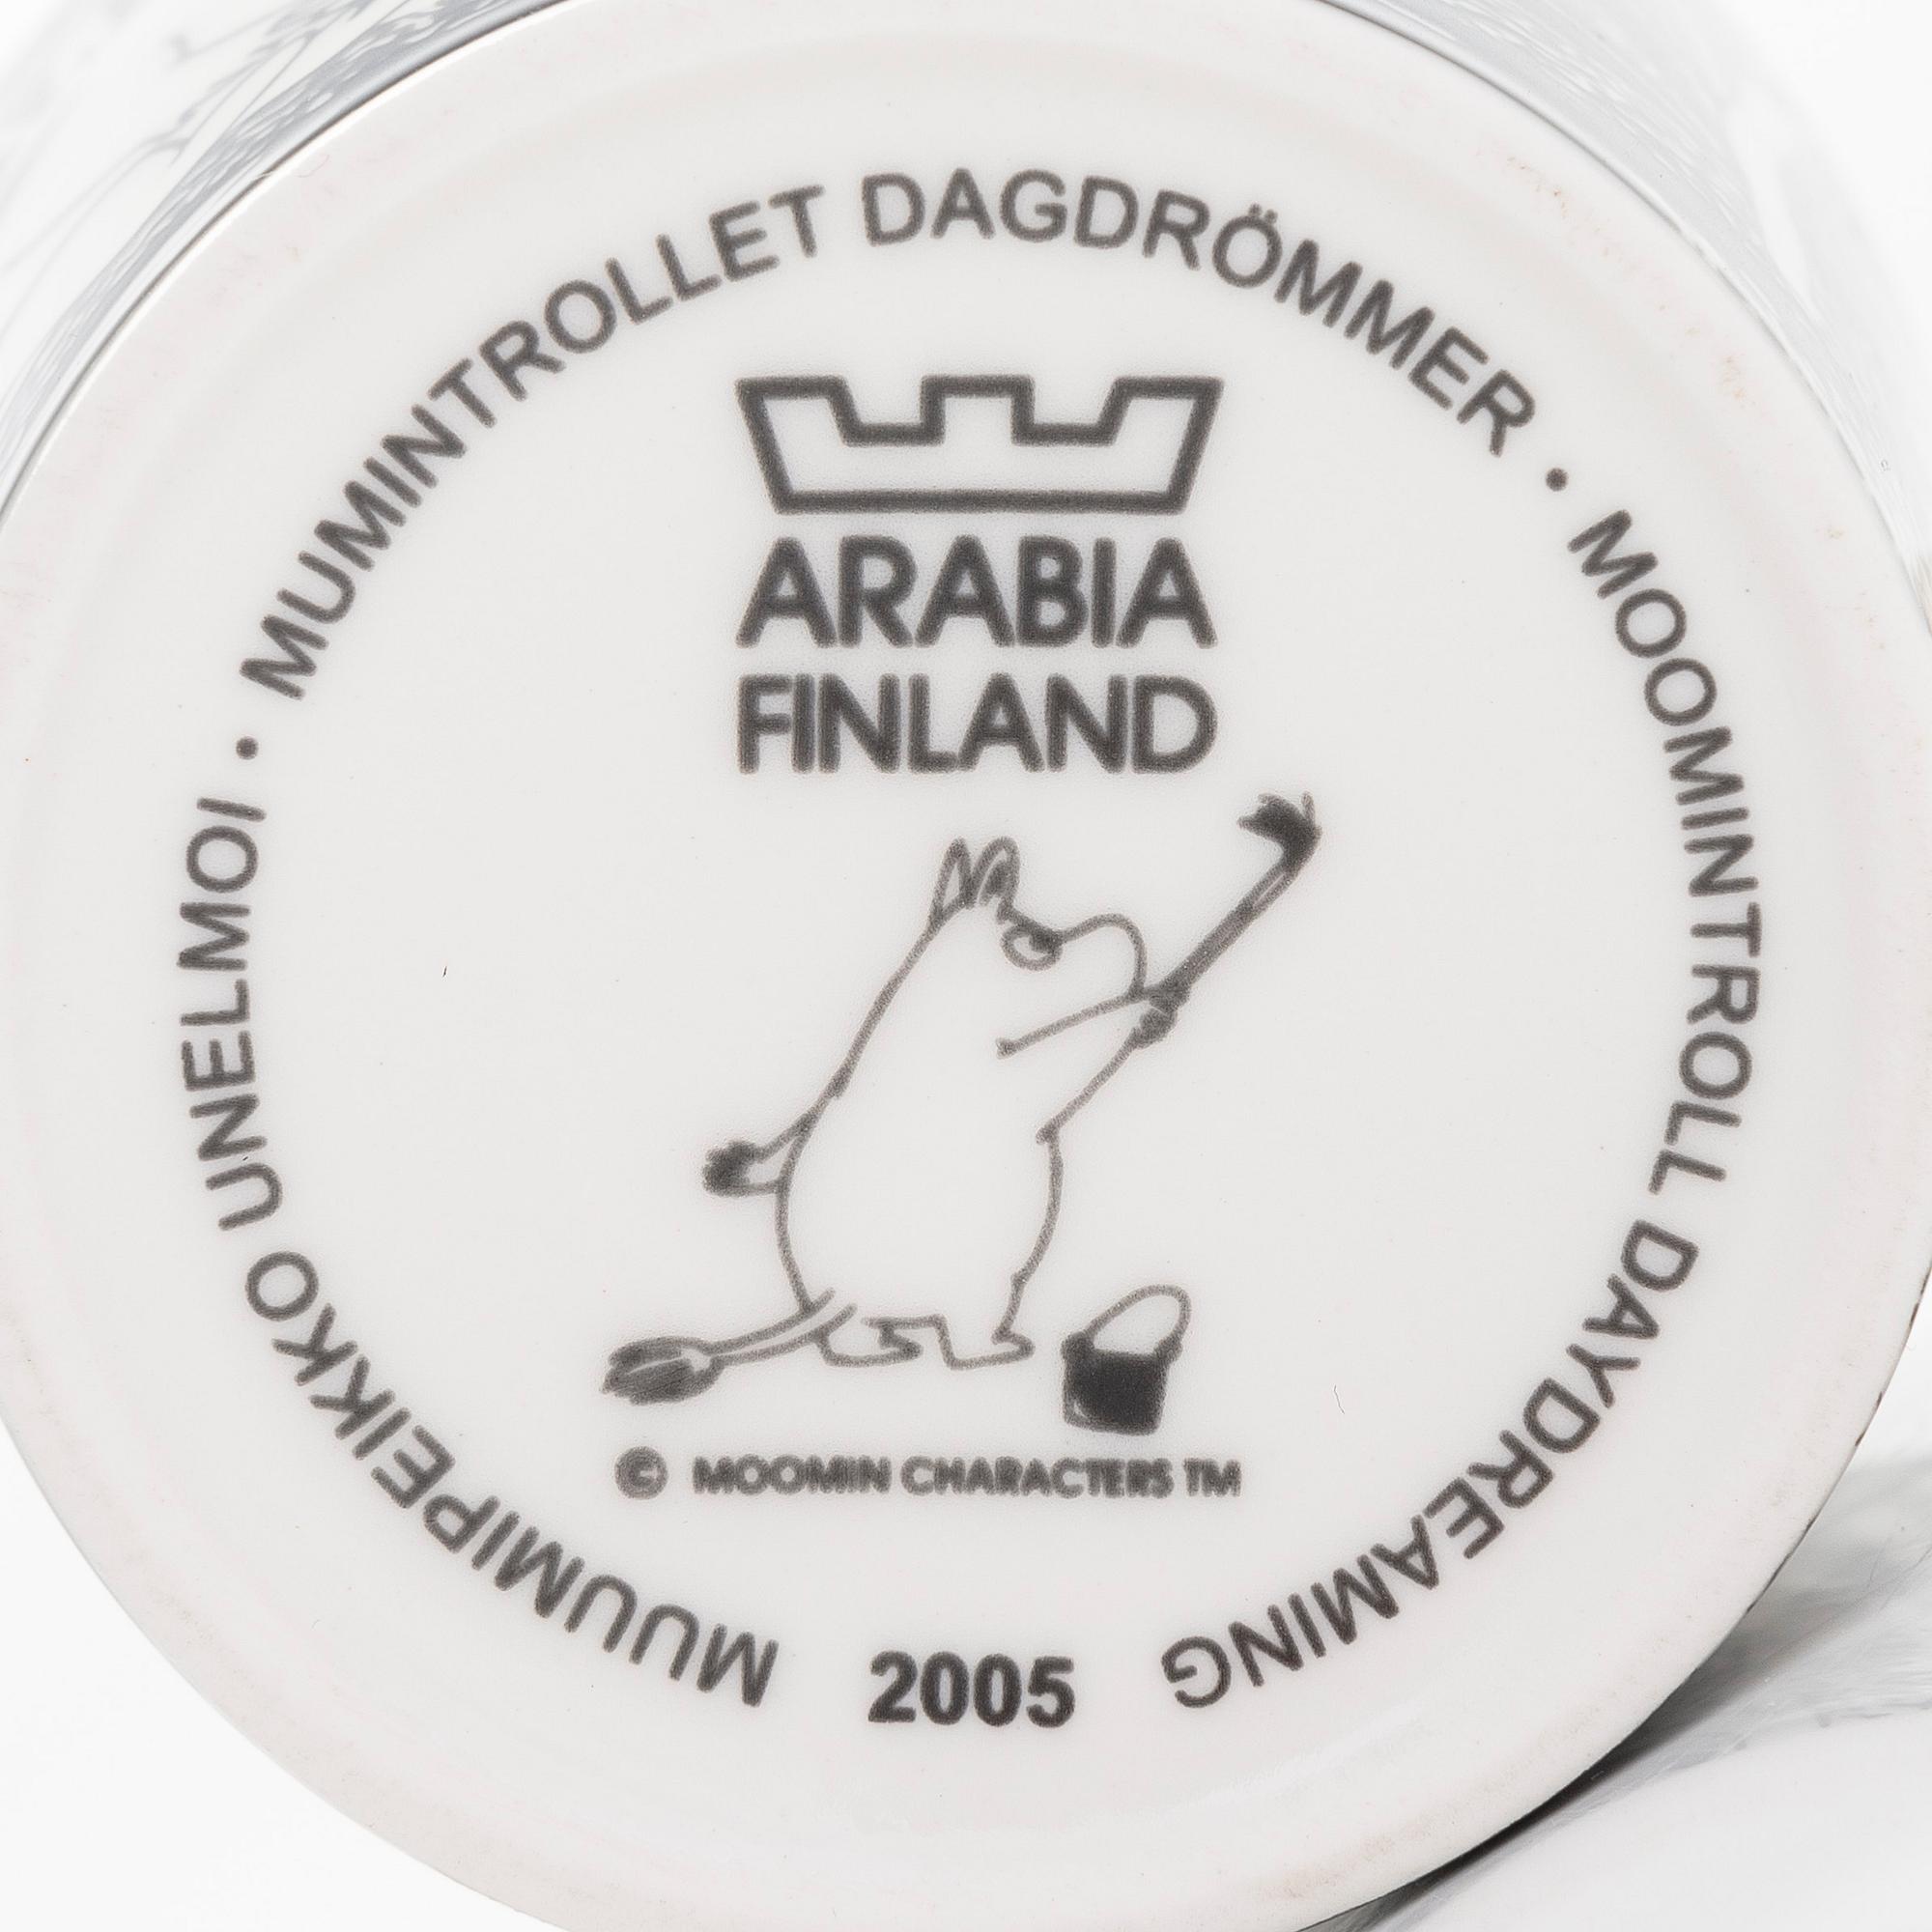 MUUMIPEIKKO UNELMOI • MUMINTROLLET DAGDRÖMMER • MOOMINTROLL DAYDREAMING
ARABIA
FINLAND
© MOOMIN CHARACTERS TM
2005